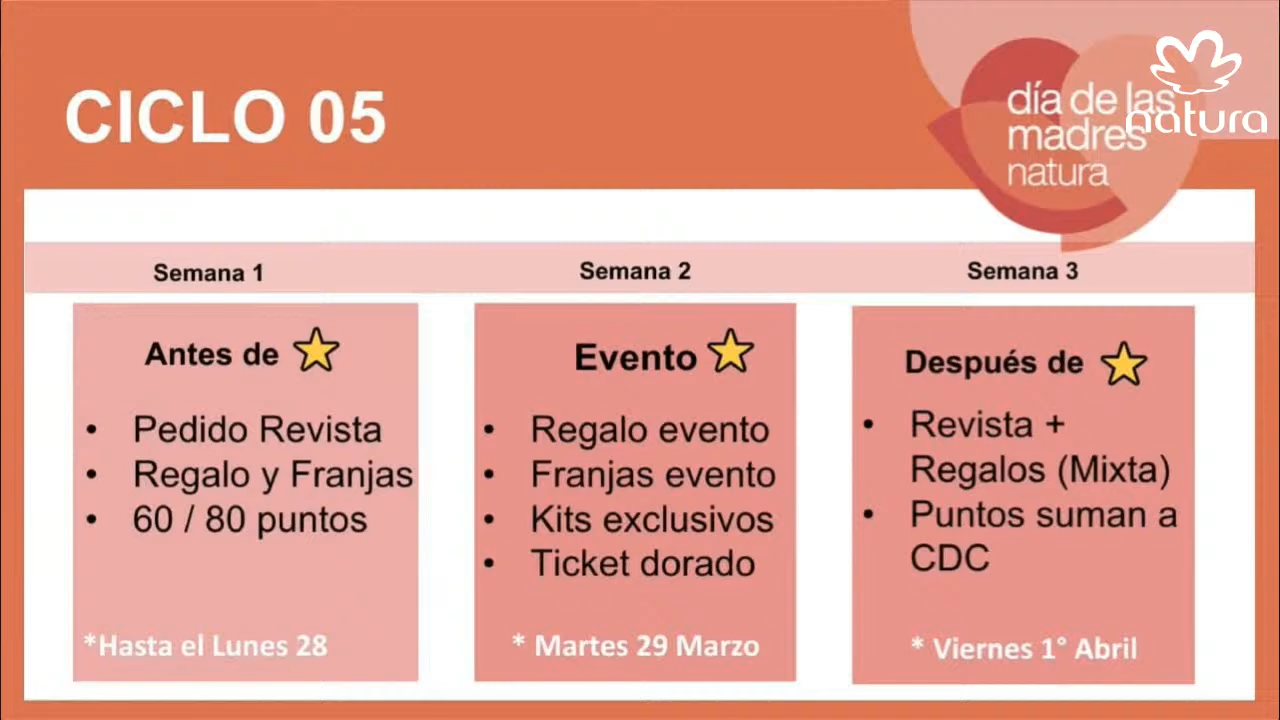 CICLO 05
día de las
madres
natura
natura
Semana 1
Semana 2
Semana 3
Antes de
• Pedido Revista
• Regalo y Franjas
• 60 / 80 puntos
*Hasta el Lunes 28
Evento
• Regalo evento
• Franjas evento
• Kits exclusivos
• Ticket dorado
* Martes 29 Marzo
Después de
• Revista +
Regalos (Mixta)
• Puntos suman a
CDC
* Viernes 1° Abril